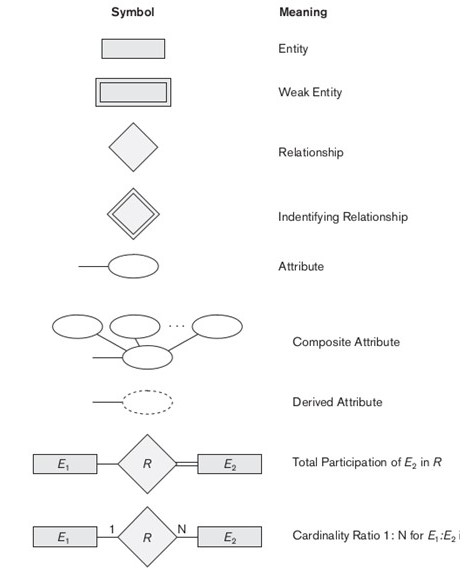 Symbol Meaning
Entity
Weak Entity
Relationship
Indentifying Relationship
Attribute
. . . Composite Attribute
Derived Attribute
E1 R E2 Total Participation of E2 in R
E1 1 R N E2 Cardinality Ratio 1: N for E1:E2